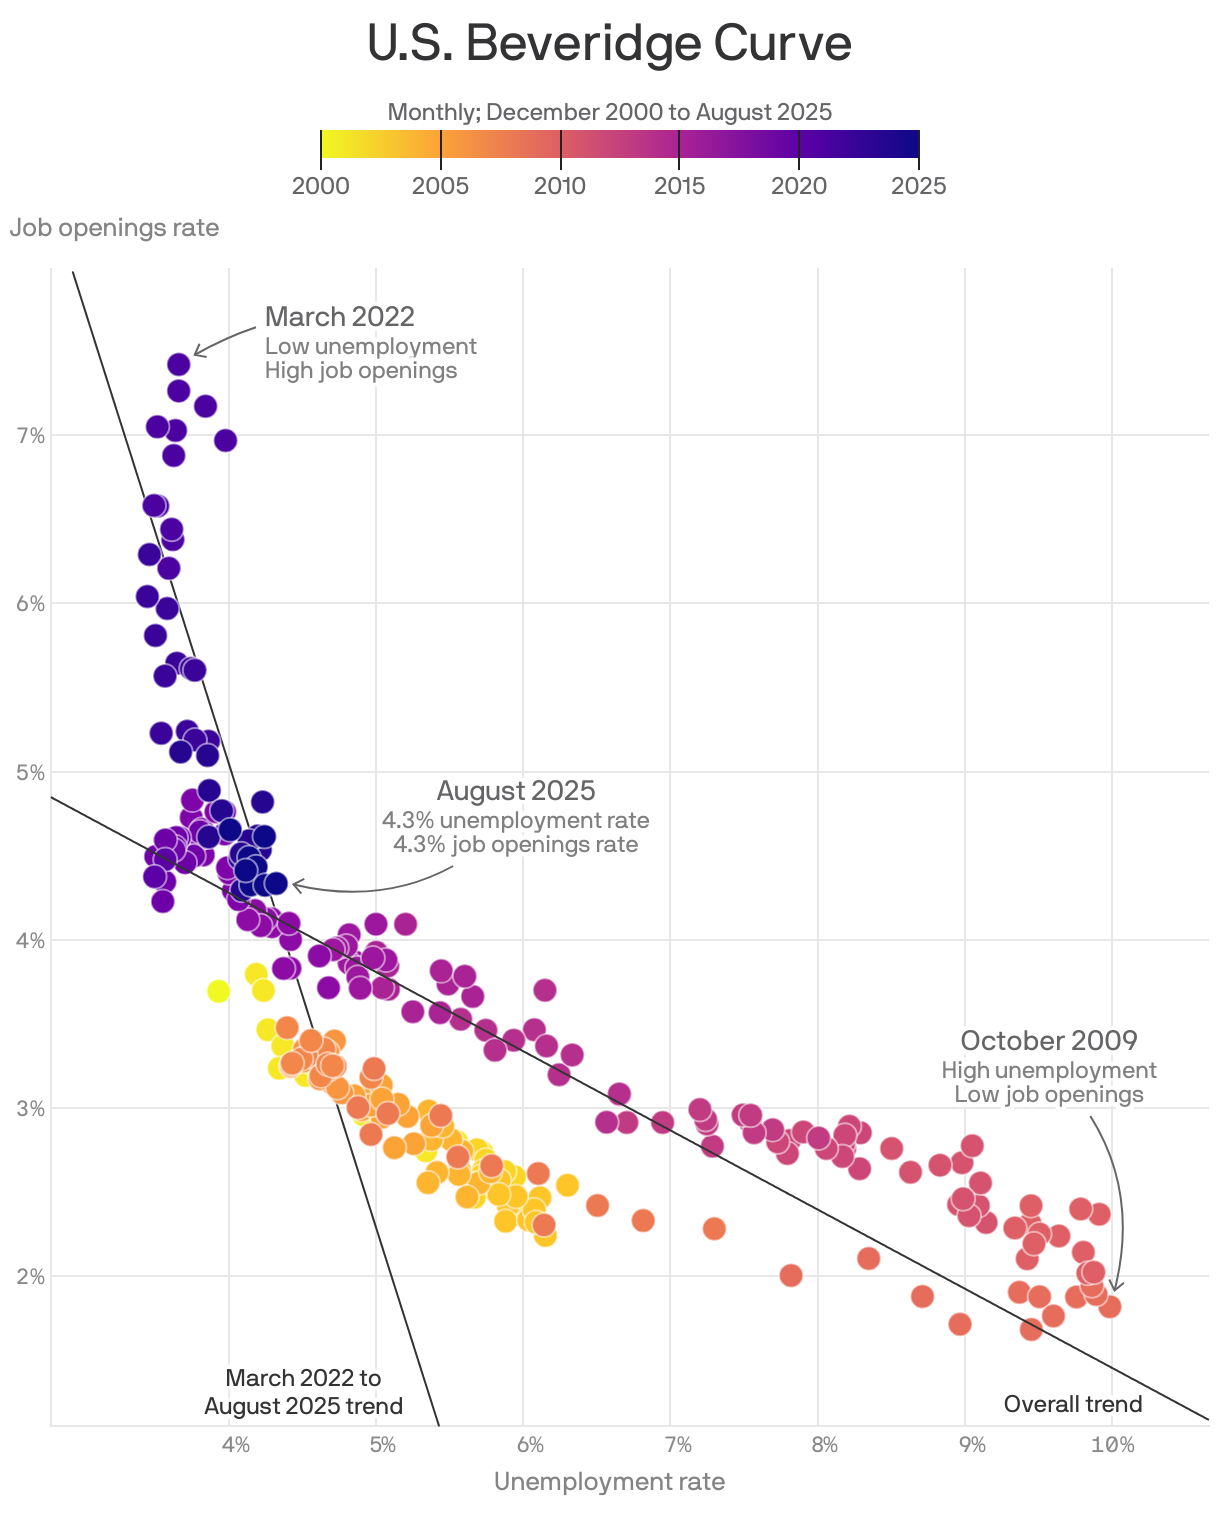 U.S. Beveridge Curve
Monthly; December 2000 to August 2025
2000 2005 2010 2015 2020 2025
Job openings rate
March 2022
Low unemployment
High job openings
7%
6%
5%
August 2025
4.3% unemployment rate
4.3% job openings rate
4%
October 2009
High unemployment
Low job openings
3%
2%
March 2022 to
August 2025 trend
Overall trend
4% 5% 6% 7% 8% 9% 10%
Unemployment rate